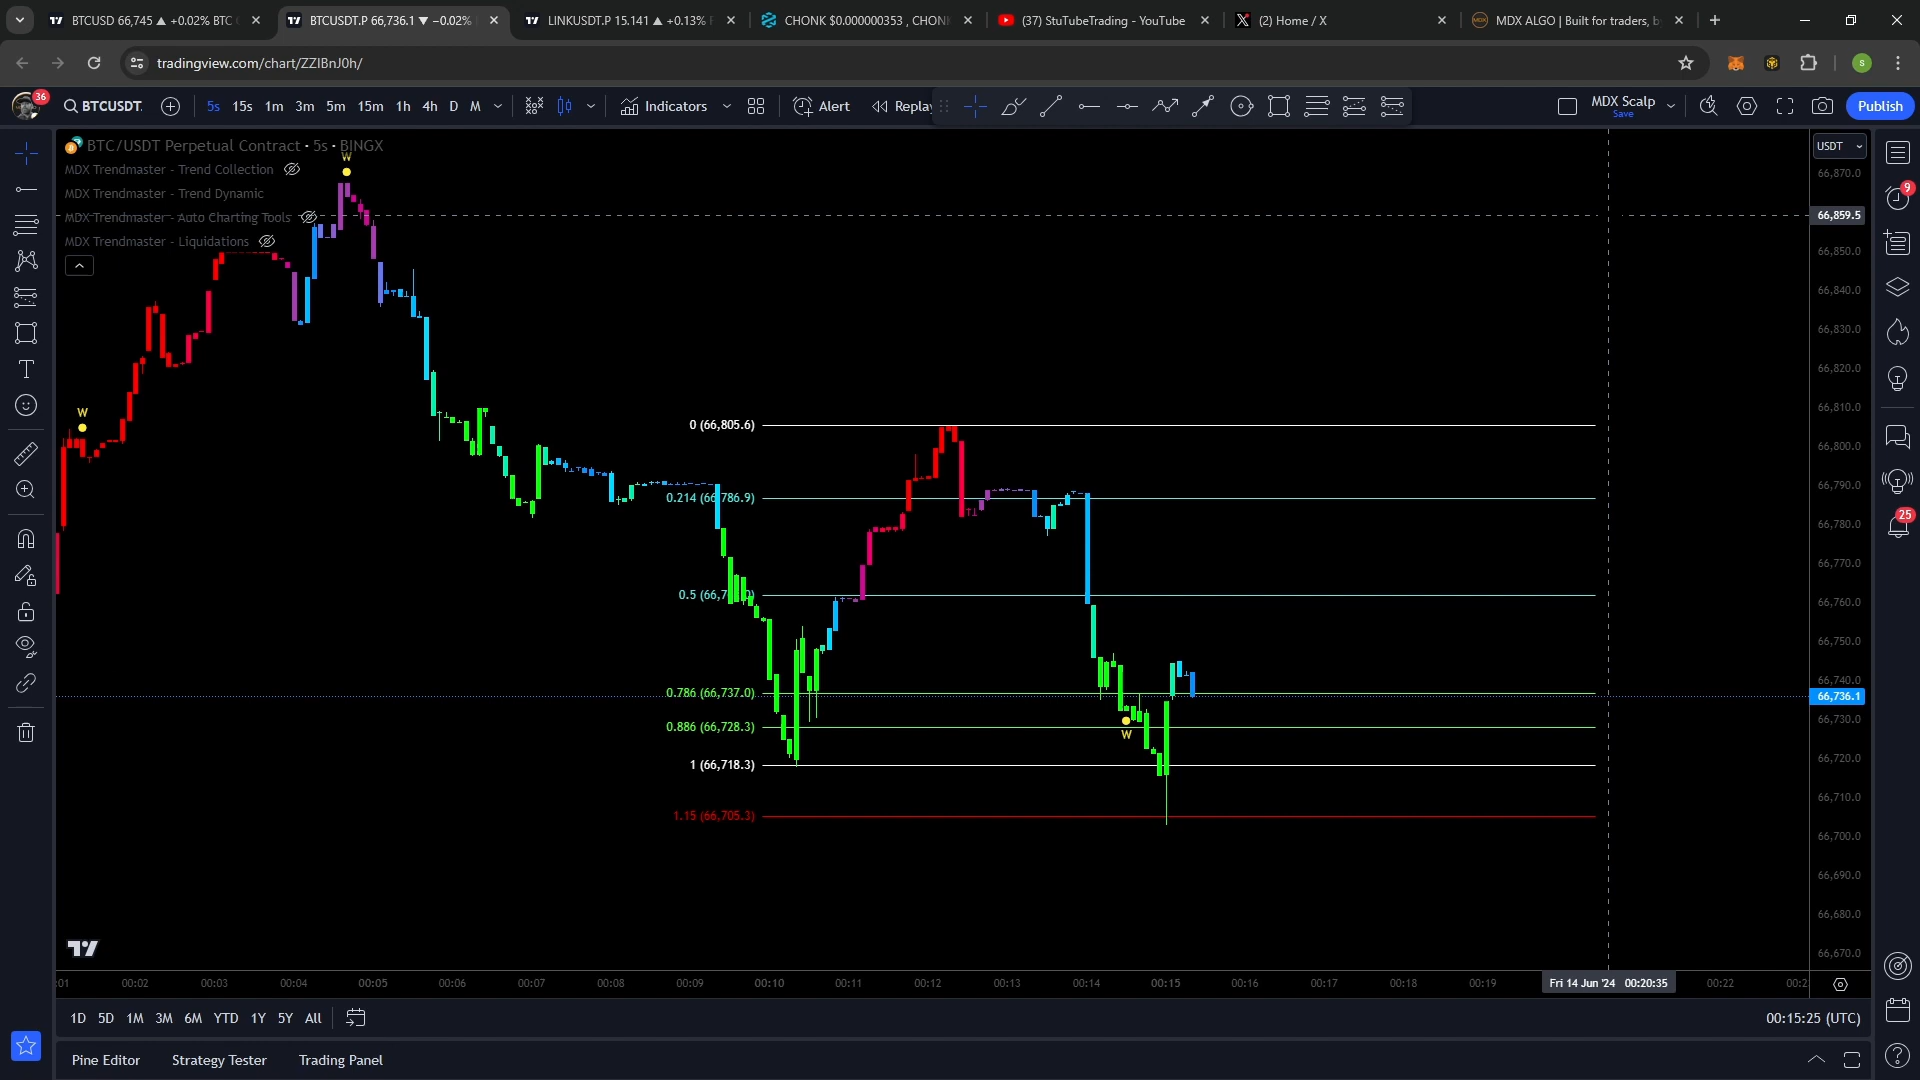 BTCUSD 66,745 ▲ +0.02% BTC
BTCUSDT.P 66,736.1 ▼ −0.02%
LINKUSDT.P 15.141 ▲ +0.13%
CHONK $0.000000353 , CHON
(37) StuTubeTrading - YouTube
(2) Home / X
MDX ALGO | Built for traders, b
tradingview.com/chart/ZZIBnJ0h/
S
36
BTCUSDT.
5s 15s 1m 3m 5m 15m 1h 4h D M
Indicators
Alert
Replay
MDX Scalp
Save
Publish
BTC/USDT Perpetual Contract · 5s · BINGX
MDX Trendmaster - Trend Collection
MDX Trendmaster - Trend Dynamic
MDX Trendmaster - Auto Charting Tools
MDX Trendmaster - Liquidations
W
W
W
0 (66,805.6)
0.214 (66,786.9)
0.5 (66,7
0.786 (66,737.0)
0.886 (66,728.3)
1 (66,718.3)
1.15 (66,705.3)
USDT
66,870.0
66,859.5
66,850.0
66,840.0
66,830.0
66,820.0
66,810.0
66,800.0
66,790.0
66,780.0
66,770.0
66,760.0
66,750.0
66,740.0
66,736.1
66,730.0
66,720.0
66,710.0
66,700.0
66,690.0
66,680.0
66,670.0
9
25
:01 00:02 00:03 00:04 00:05 00:06 00:07 00:08 00:09 00:10 00:11 00:12 00:13 00:14 00:15 00:16 00:17 00:18 00:19 Fri 14 Jun '24 00:20:35 00:22 00:2
1D 5D 1M 3M 6M YTD 1Y 5Y All
00:15:25 (UTC)
Pine Editor Strategy Tester Trading Panel